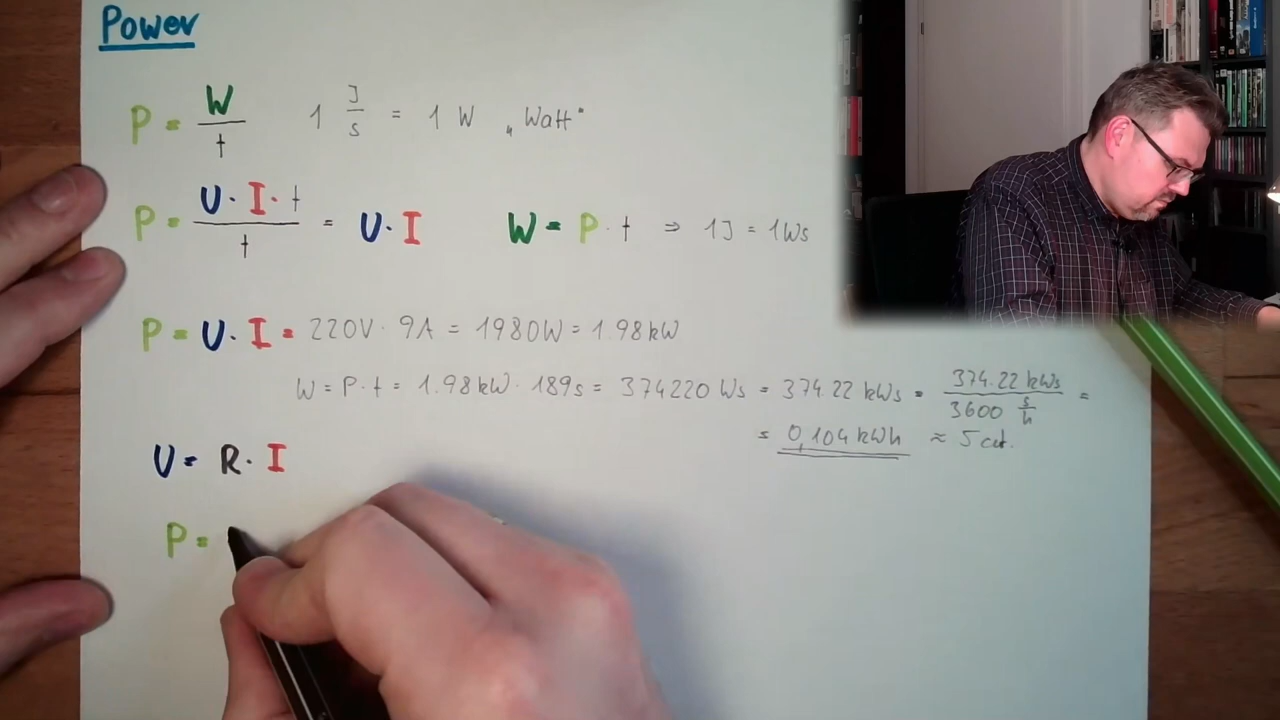 Power
P = W/t 1 J/s = 1 W „Watt"
P = U·I·t/t = U·I W = P·t ⇒ 1J = 1Ws
P = U·I = 220V · 9A = 1980W = 1.98kW
W = P·t = 1.98kW · 189s = 374220 Ws = 374.22 kWs = 374.22 kWs/3600 s/h =
= 0,104 kWh ≈ 5 ct.
U = R·I
P =